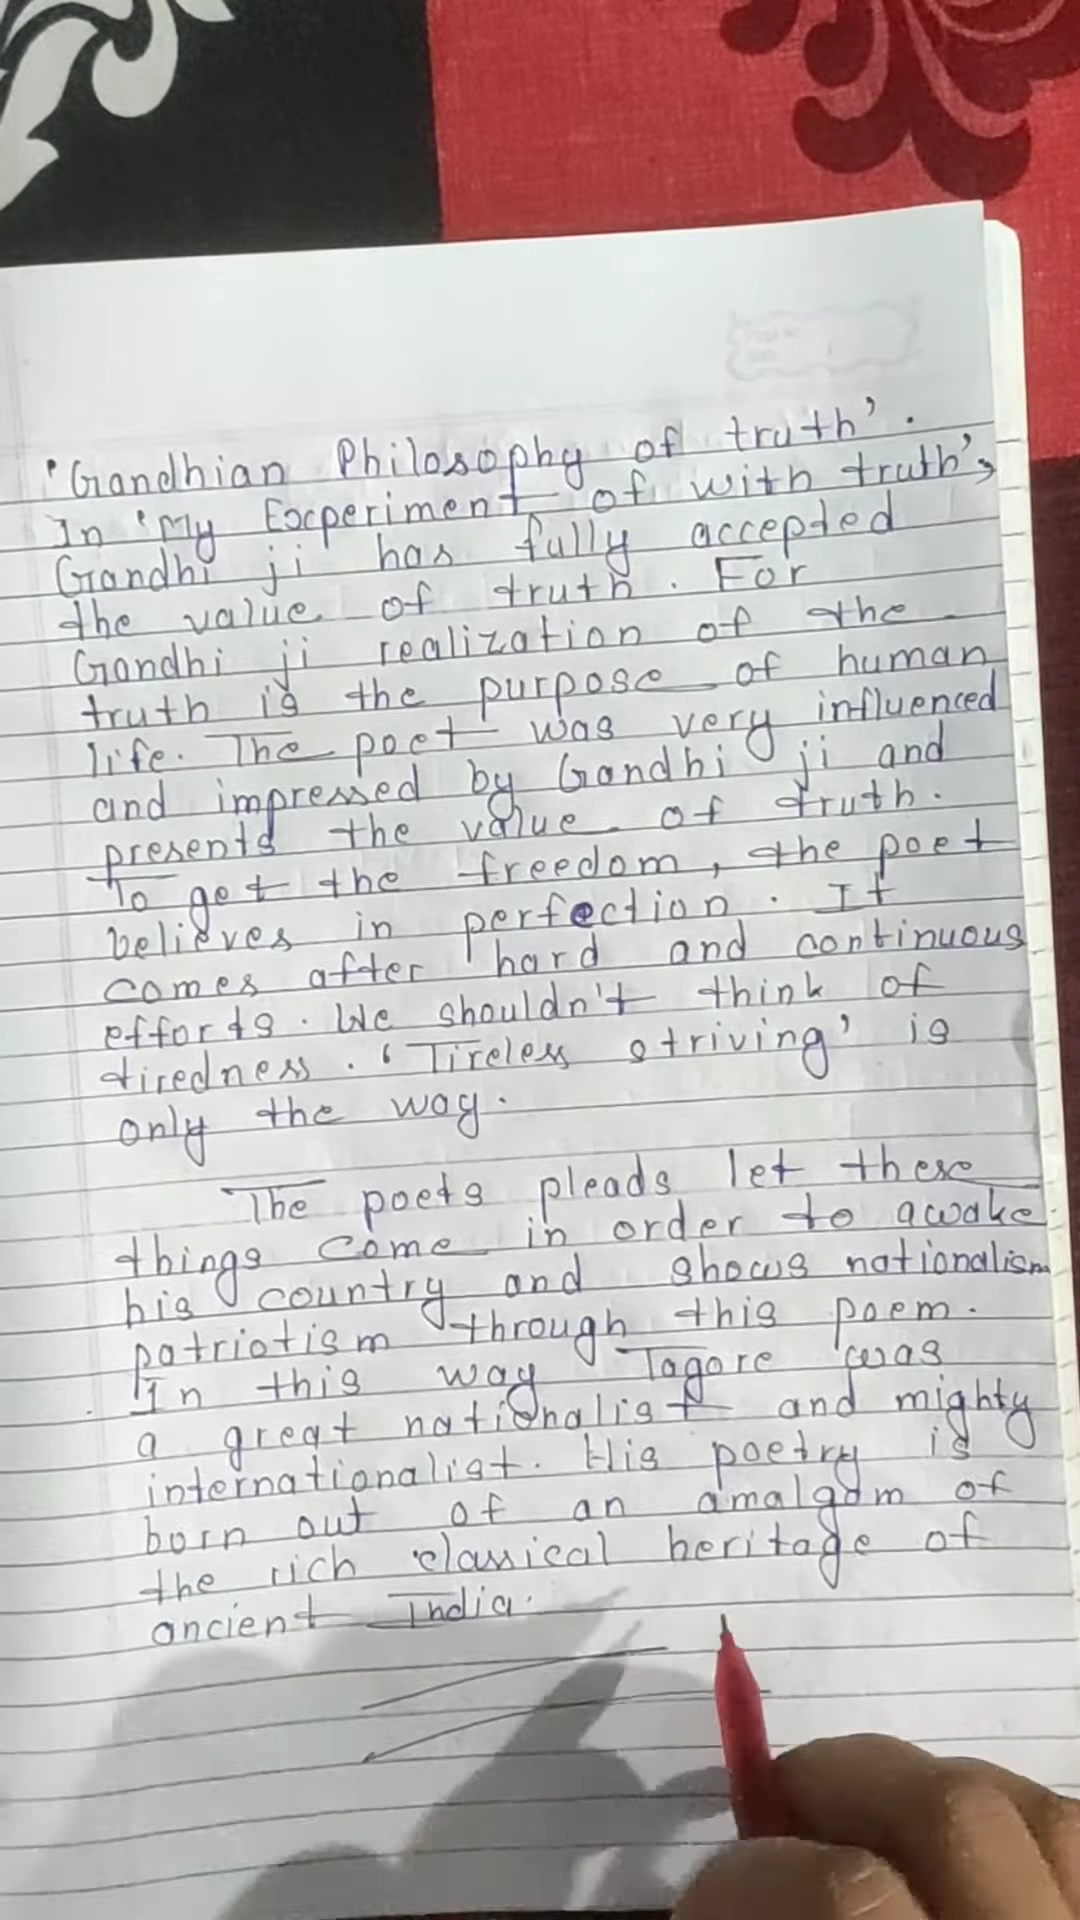 'Gandhian Philosophy of truth'.
In 'My Experiment of with truth',
Gandhi ji has fully accepted
the value of truth. For
Gandhi ji realization of the
truth is the purpose of human
life. The poet was very influenced
and impressed by Gandhi ji and
presents the value of truth.
To get the freedom, the poet
believes in perfection. It
comes after hard and continuous
efforts. We shouldn't think of
tiredness. 'Tireless striving' is
only the way.
The poets pleads let these
things come in order to awake
his country and shows nationalism
patriotism through this poem.
In this way Tagore was
a great nationalist and mighty
internationalist. His poetry is
born out of an amalgam of
the rich classical heritage of
ancient India.